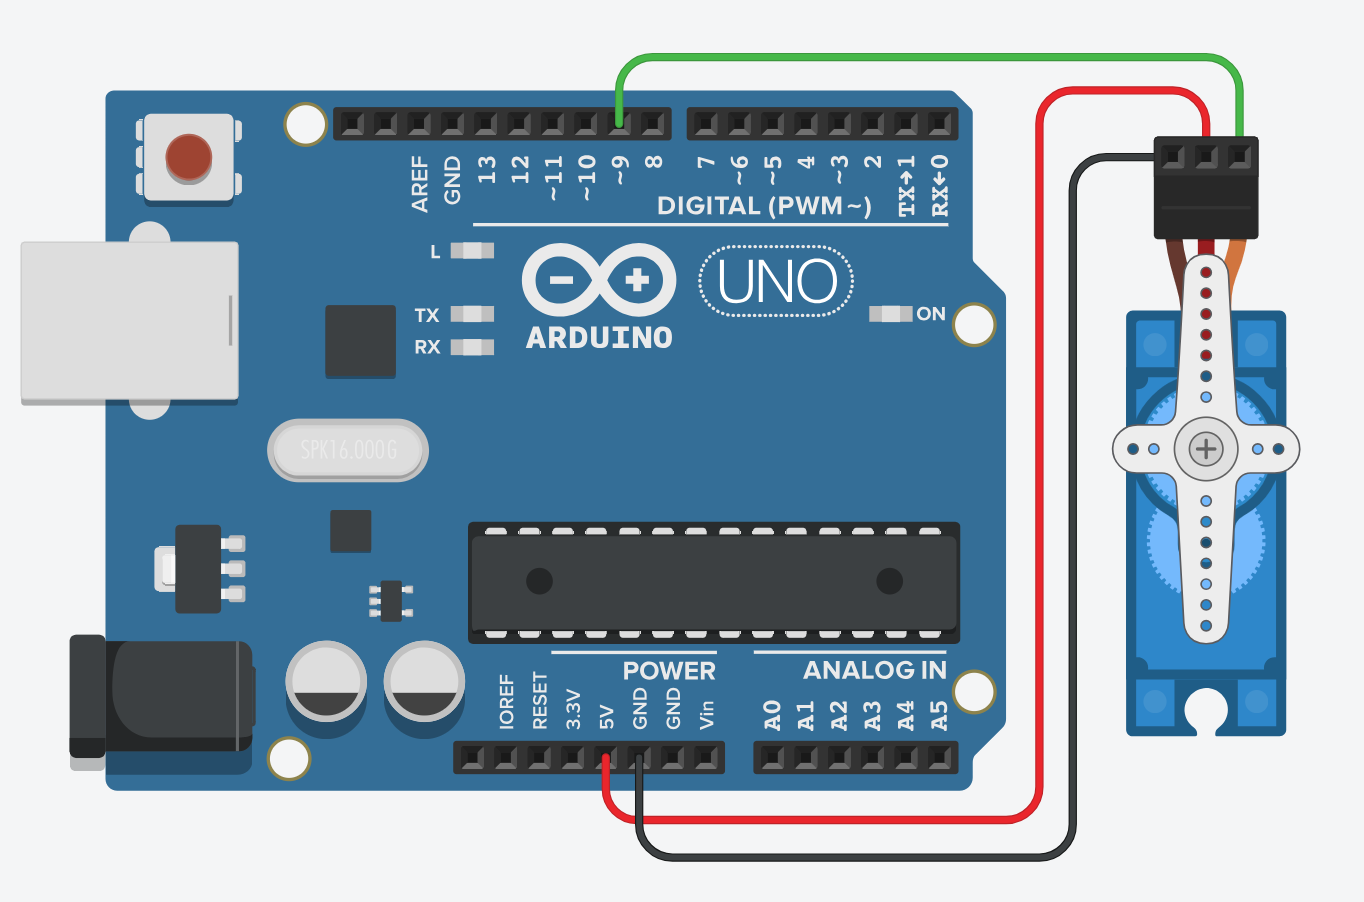 AREF
GND
13
12
~11
~10
~9
8
7
~6
~5
4
~3
2
TX→1
RX←0
DIGITAL (PWM~)
L
TX
RX
ARDUINO
UNO
ON
SPK16.000G
POWER
ANALOG IN
IOREF
RESET
3.3V
5V
GND
GND
Vin
A0
A1
A2
A3
A4
A5